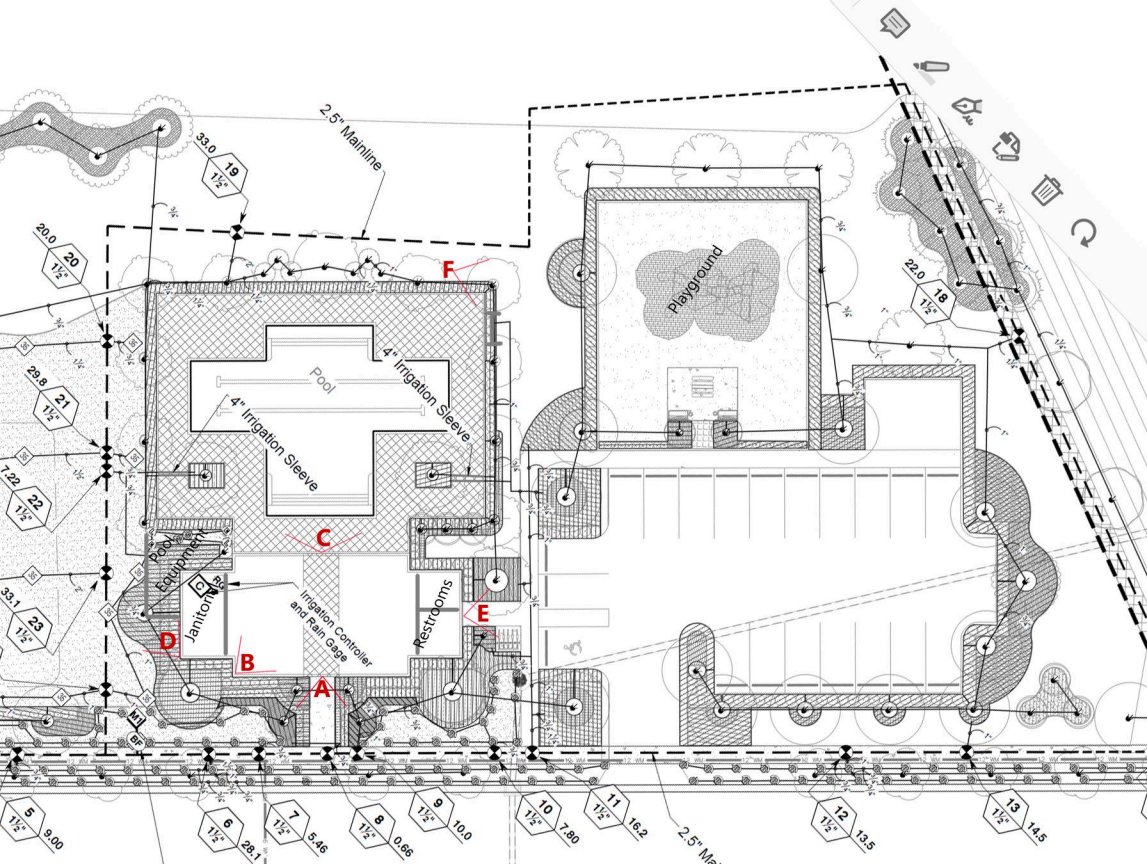 2.5" Mainline
33.0
19
1½"
20.0
20
1½"
F
Playground
22.0
18
1½"
Pool
4" Irrigation Sleeve
4" Irrigation Sleeve
29.8
21
1½"
7.22
22
1½"
C
Pool
Equipment
Janitor
C
RG
Irrigation Controller
and Rain Gage
Restrooms
E
33.1
23
1½"
D
B
A
MI
BF
5
1½"
9.00
6
1½"
28.1
7
1½"
5.46
8
1½"
0.66
9
1½"
10.0
10
1½"
7.80
11
1½"
16.2
2.5" Ma
12
1½"
13.5
13
1½"
14.5